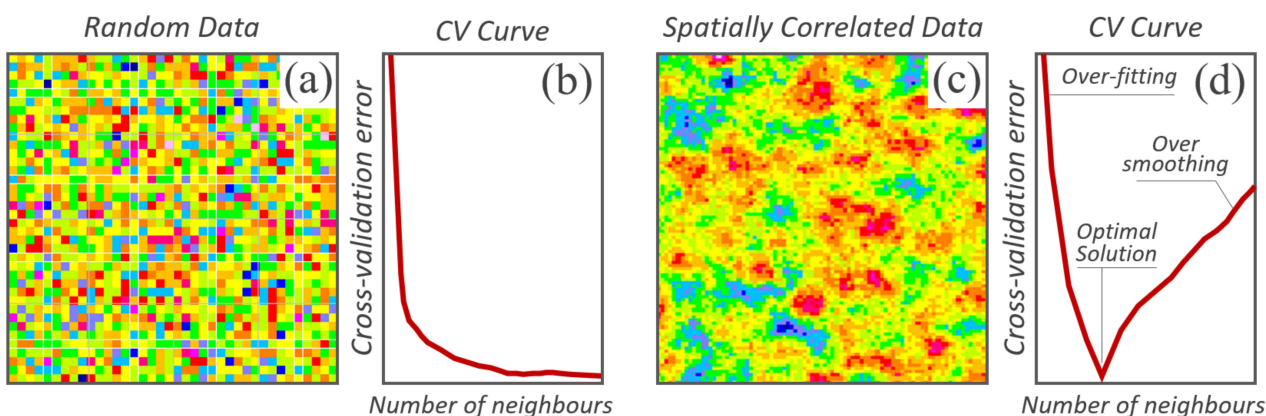 Random Data
(a)
CV Curve
(b)
Cross-validation error
Number of neighbours
Spatially Correlated Data
(c)
CV Curve
(d)
Cross-validation error
Over-fitting
Over
smoothing
Optimal
Solution
Number of neighbours